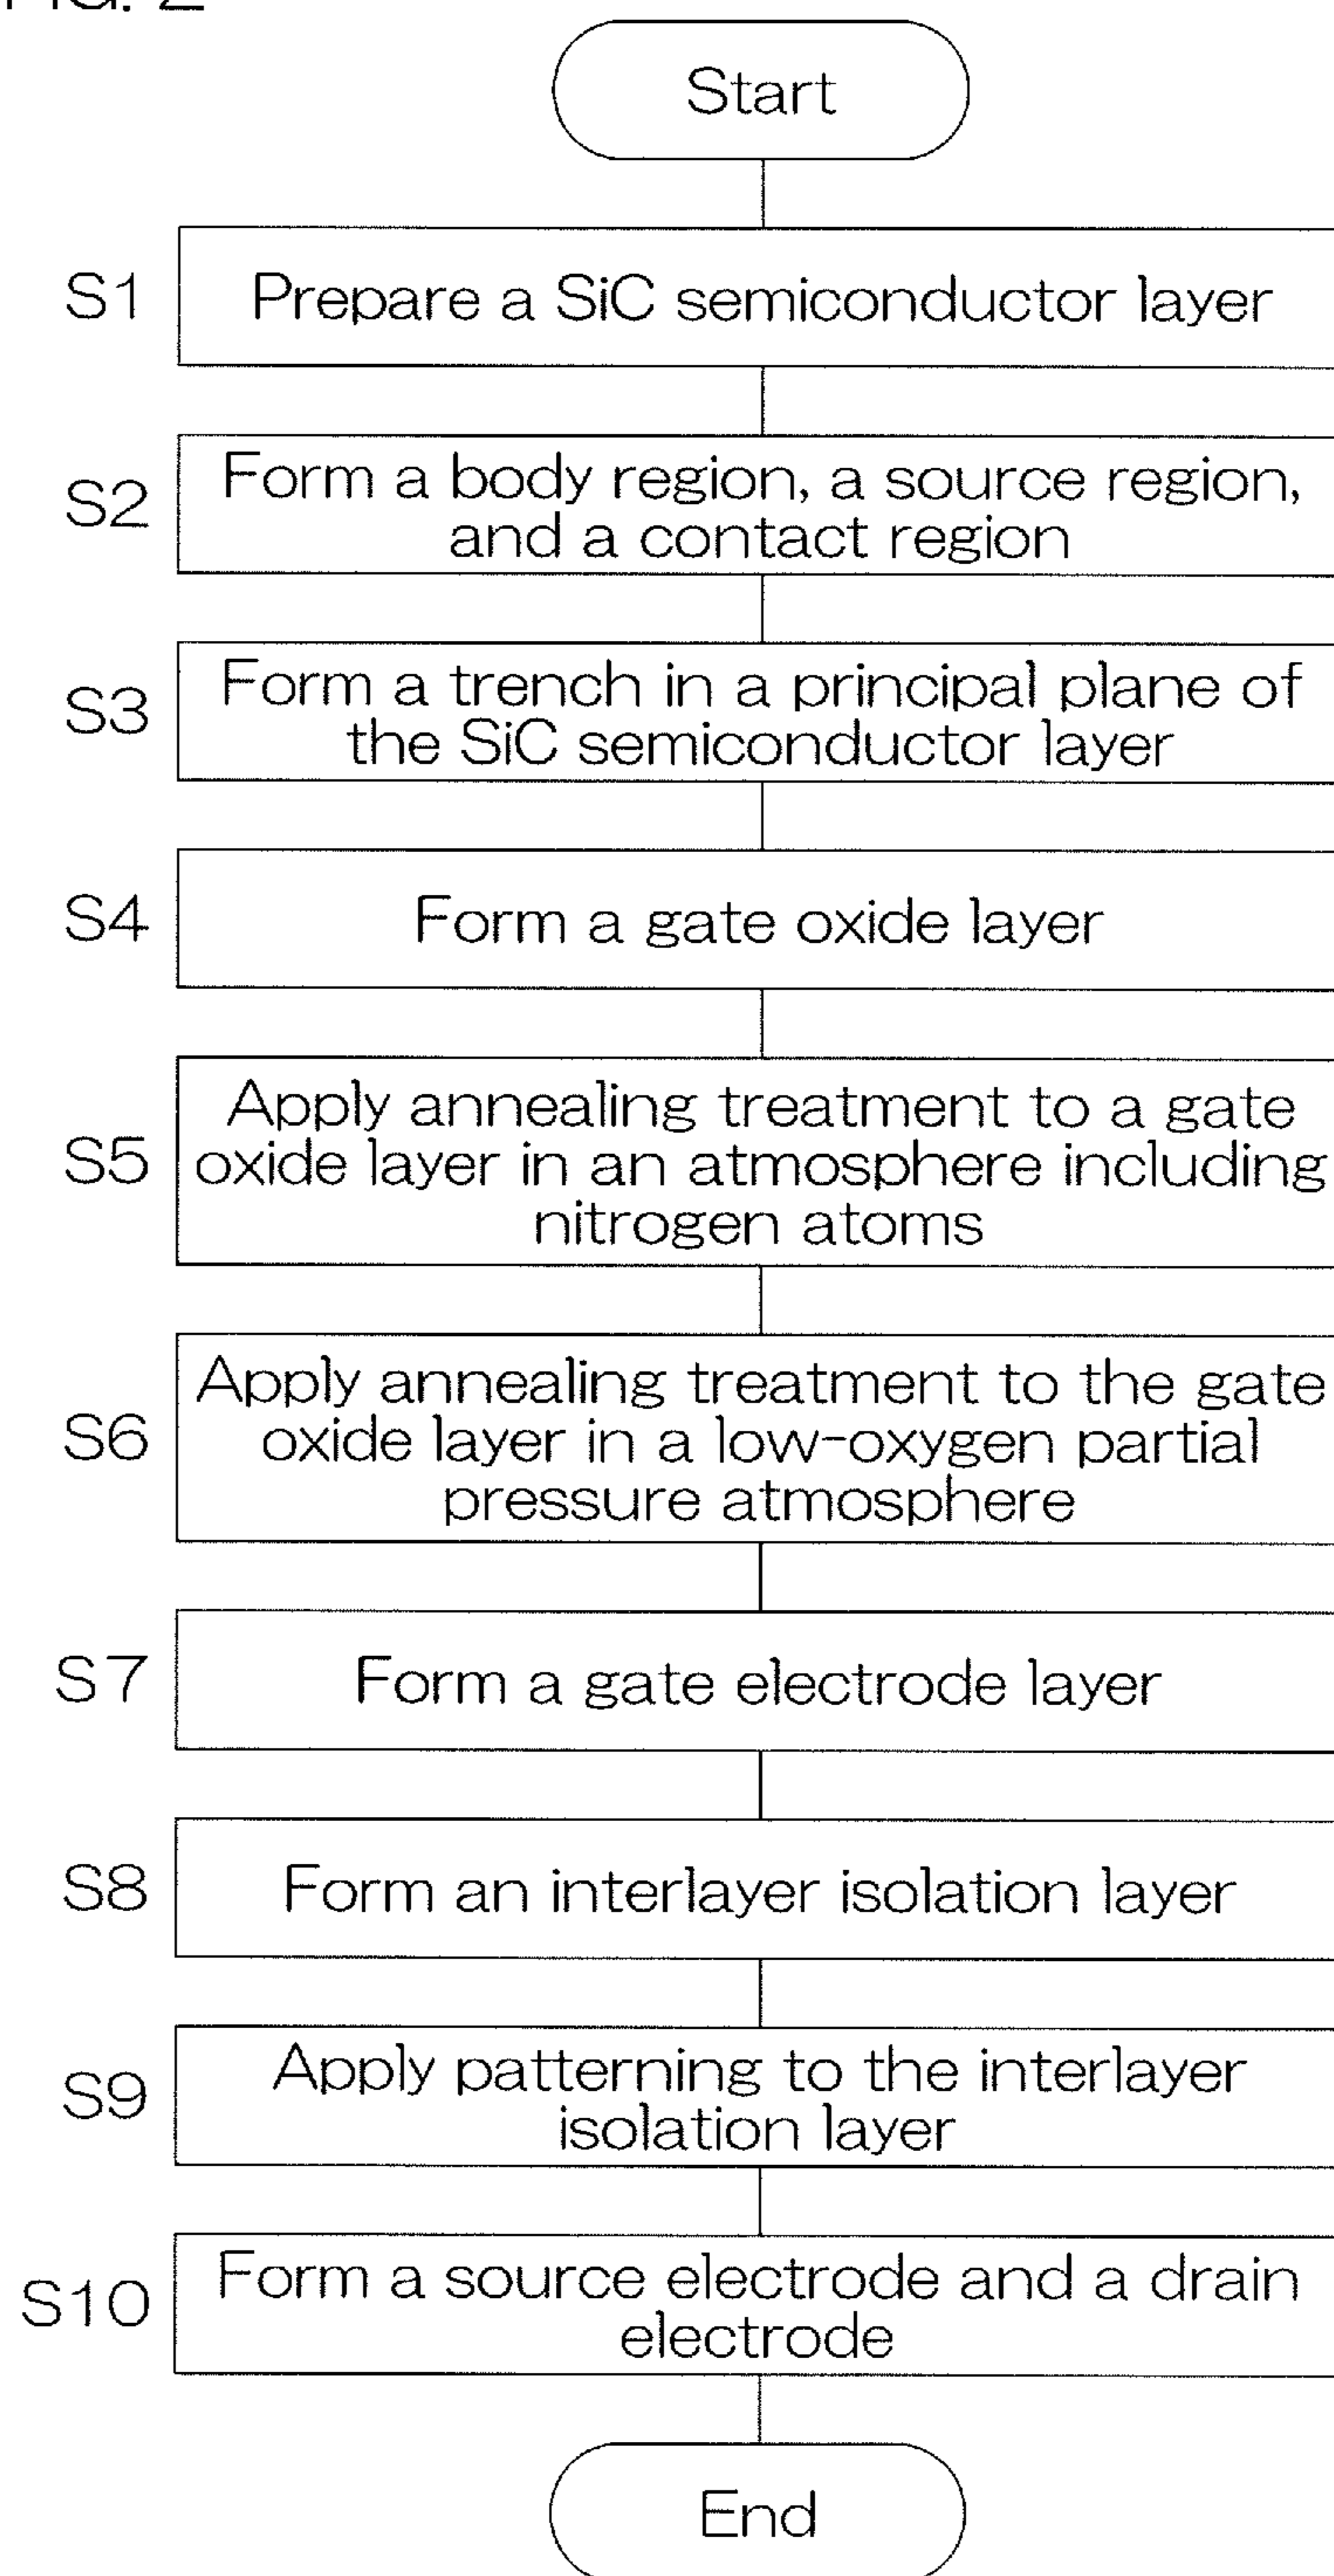 FIG. 2
Start
S1
Prepare a SiC semiconductor layer
S2
Form a body region, a source region,
and a contact region
S3
Form a trench in a principal plane of
the SiC semiconductor layer
S4
Form a gate oxide layer
S5
Apply annealing treatment to a gate
oxide layer in an atmosphere including
nitrogen atoms
S6
Apply annealing treatment to the gate
oxide layer in a low-oxygen partial
pressure atmosphere
S7
Form a gate electrode layer
S8
Form an interlayer isolation layer
S9
Apply patterning to the interlayer
isolation layer
S10
Form a source electrode and a drain
electrode
End